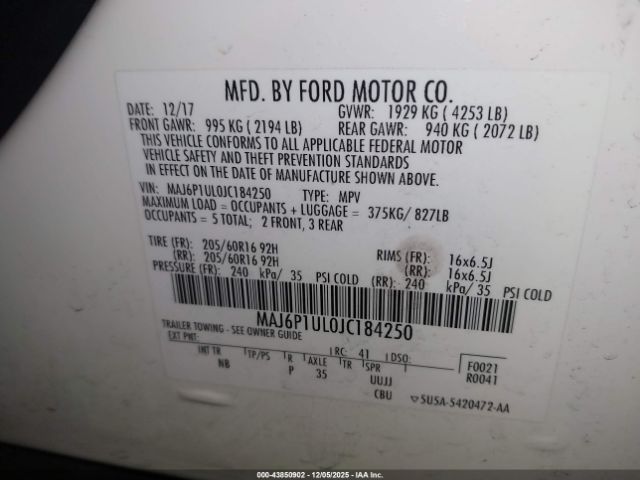 MFD. BY FORD MOTOR CO.
DATE: 12/17 GVWR: 1929 KG ( 4253 LB)
FRONT GAWR: 995 KG ( 2194 LB) REAR GAWR: 940 KG ( 2072 LB)
THIS VEHICLE CONFORMS TO ALL APPLICABLE FEDERAL MOTOR
VEHICLE SAFETY AND THEFT PREVENTION STANDARDS
IN EFFECT ON THE DATE OF MANUFACTURE SHOWN ABOVE.
VIN: MAJ6P1UL0JC184250 TYPE: MPV
MAXIMUM LOAD = OCCUPANTS + LUGGAGE = 375KG/ 827LB
OCCUPANTS = 5 TOTAL; 2 FRONT, 3 REAR
TIRE (FR): 205/60R16 92H RIMS (FR): 16x6.5J
(RR): 205/60R16 92H (RR): 16x6.5J
PRESSURE (FR): 240 kPa/ 35 PSI COLD (RR): 240 kPa/ 35 PSI COLD
MAJ6P1UL0JC184250
TRAILER TOWING - SEE OWNER GUIDE
EXT PNT: RC: 41 DSO: F0021
INT TR TP/PS R AXLE TR SPR R0041
NB P 35 UUJJ
CBU ▽SU5A-5420472-AA
000-43850902 - 12/05/2025 - IAA Inc.